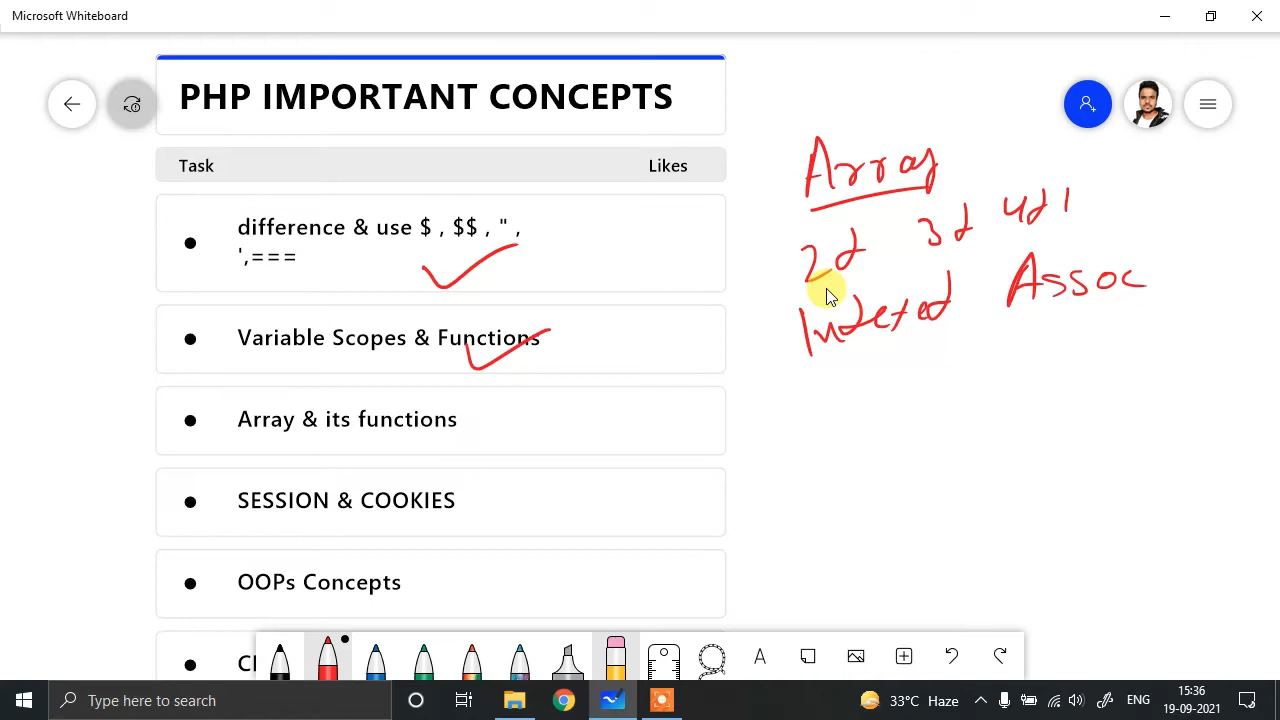 Microsoft Whiteboard
PHP IMPORTANT CONCEPTS
Task Likes
difference & use $ , $$ , " ,
',===
Variable Scopes & Functions
Array & its functions
SESSION & COOKIES
OOPs Concepts
Array
2d 3d 4d
Indexed Assoc
A
Type here to search
33°C Haze
ENG
15:36
19-09-2021